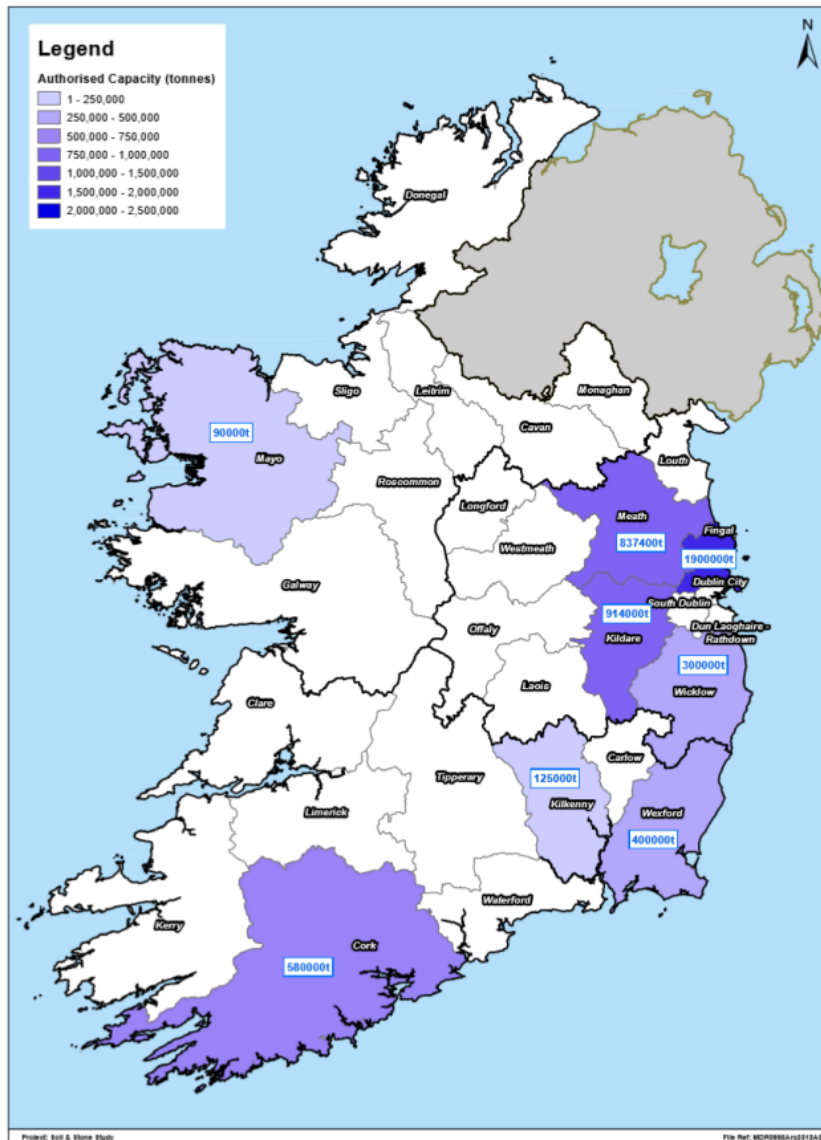 N
Legend
Authorised Capacity (tonnes)
1 - 250,000
250,000 - 500,000
500,000 - 750,000
750,000 - 1,000,000
1,000,000 - 1,500,000
1,500,000 - 2,000,000
2,000,000 - 2,500,000
Donegal
Sligo
Leitrim
Monaghan
Cavan
90000t
Mayo
Louth
Roscommon
Longford
Meath
Fingal
837400t
1900000t
Westmeath
Dublin City
Galway
South Dublin
914000t
Dun Laoghaire -
Rathdown
Offaly
Kildare
300000t
Laois
Wicklow
Clare
Carlow
Tipperary
125000t
Kilkenny
Limerick
Wexford
400000t
Waterford
Kerry
Cork
580000t
Project: Soil & Stone Study